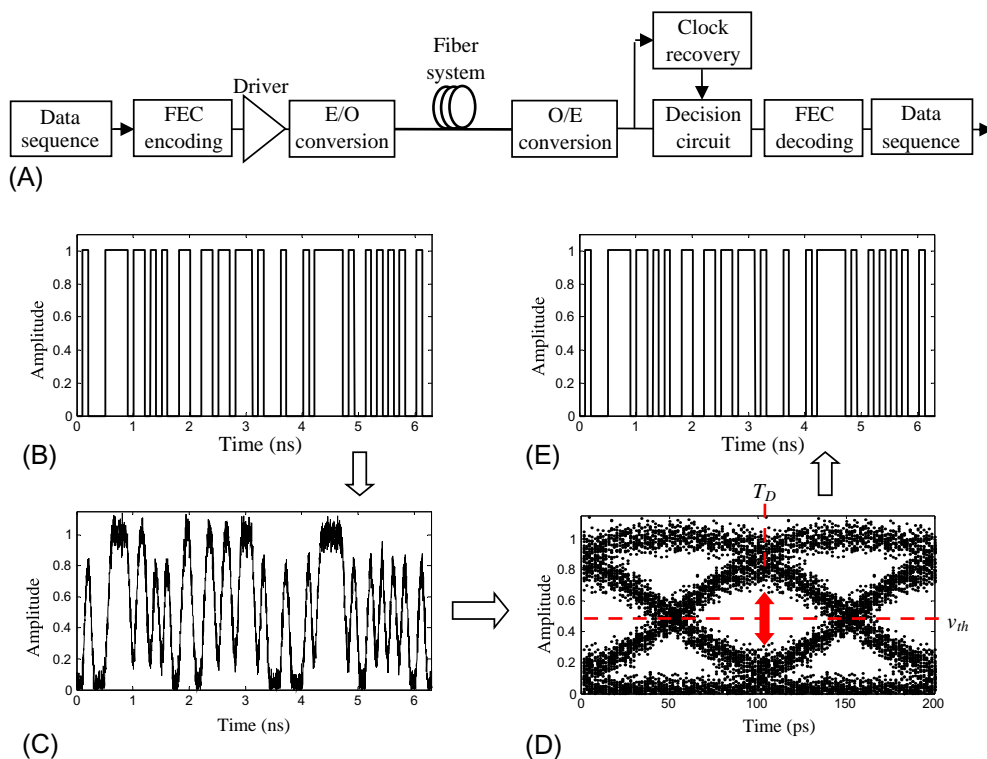 Data
sequence
FEC
encoding
Driver
E/O
conversion
Fiber
system
O/E
conversion
Clock
recovery
Decision
circuit
FEC
decoding
Data
sequence
(A)
Amplitude
1
0.8
0.6
0.4
0.2
0
0 1 2 3 4 5 6
Time (ns)
(B)
Amplitude
1
0.8
0.6
0.4
0.2
0
0 1 2 3 4 5 6
Time (ns)
(E)
Amplitude
1
0.8
0.6
0.4
0.2
0
0 1 2 3 4 5 6
Time (ns)
(C)
T_D
Amplitude
1
0.8
0.6
0.4
0.2
0
v_th
0 50 100 150 200
Time (ps)
(D)